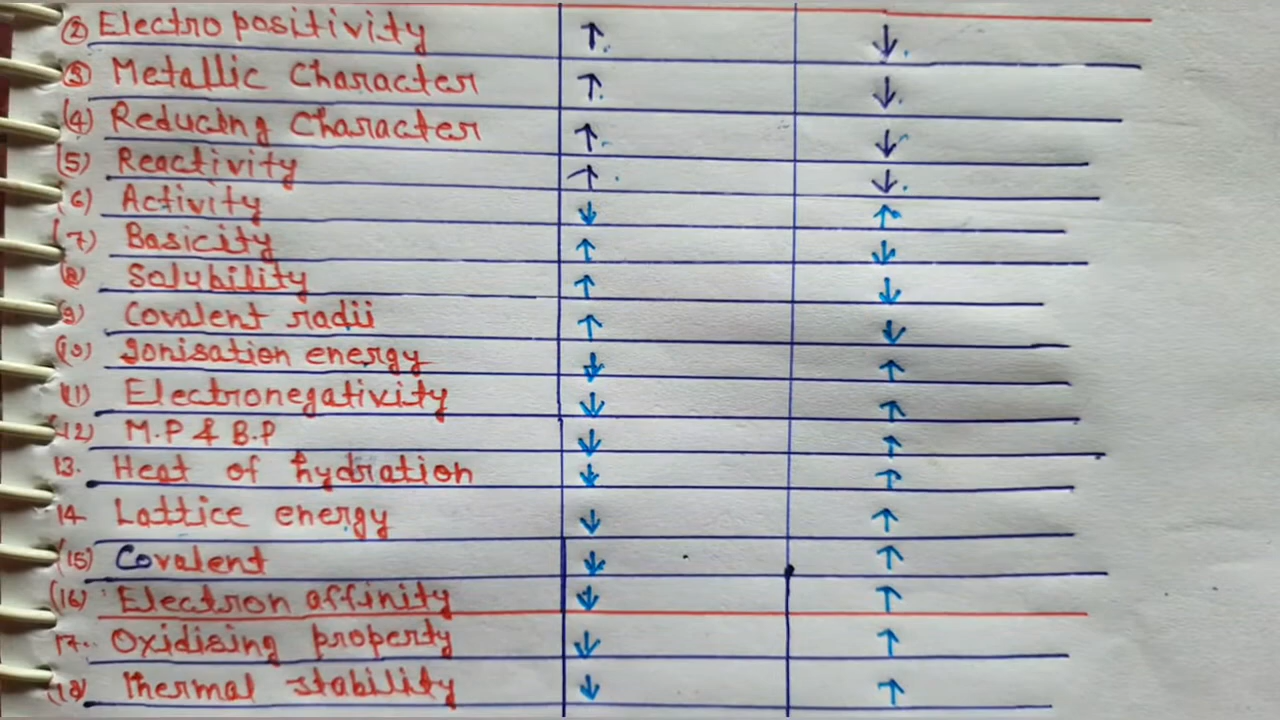 (2) Electro positivity ↑ ↓
(3) Metallic Character ↑ ↓
(4) Reducing Character ↑ ↓
(5) Reactivity ↑ ↓
(6) Activity ↓ ↑
(7) Basicity ↑ ↓
(8) Solubility ↑ ↓
(9) Covalent radii ↑ ↓
(10) Ionisation energy ↓ ↑
(11) Electronegativity ↓ ↑
(12) M.P & B.P ↓ ↑
13. Heat of hydration ↓ ↑
14. Lattice energy ↓ ↑
(15) Covalent ↓ ↑
(16) Electron affinity ↓ ↑
17. Oxidising property ↓ ↑
(18) Thermal stability ↓ ↑